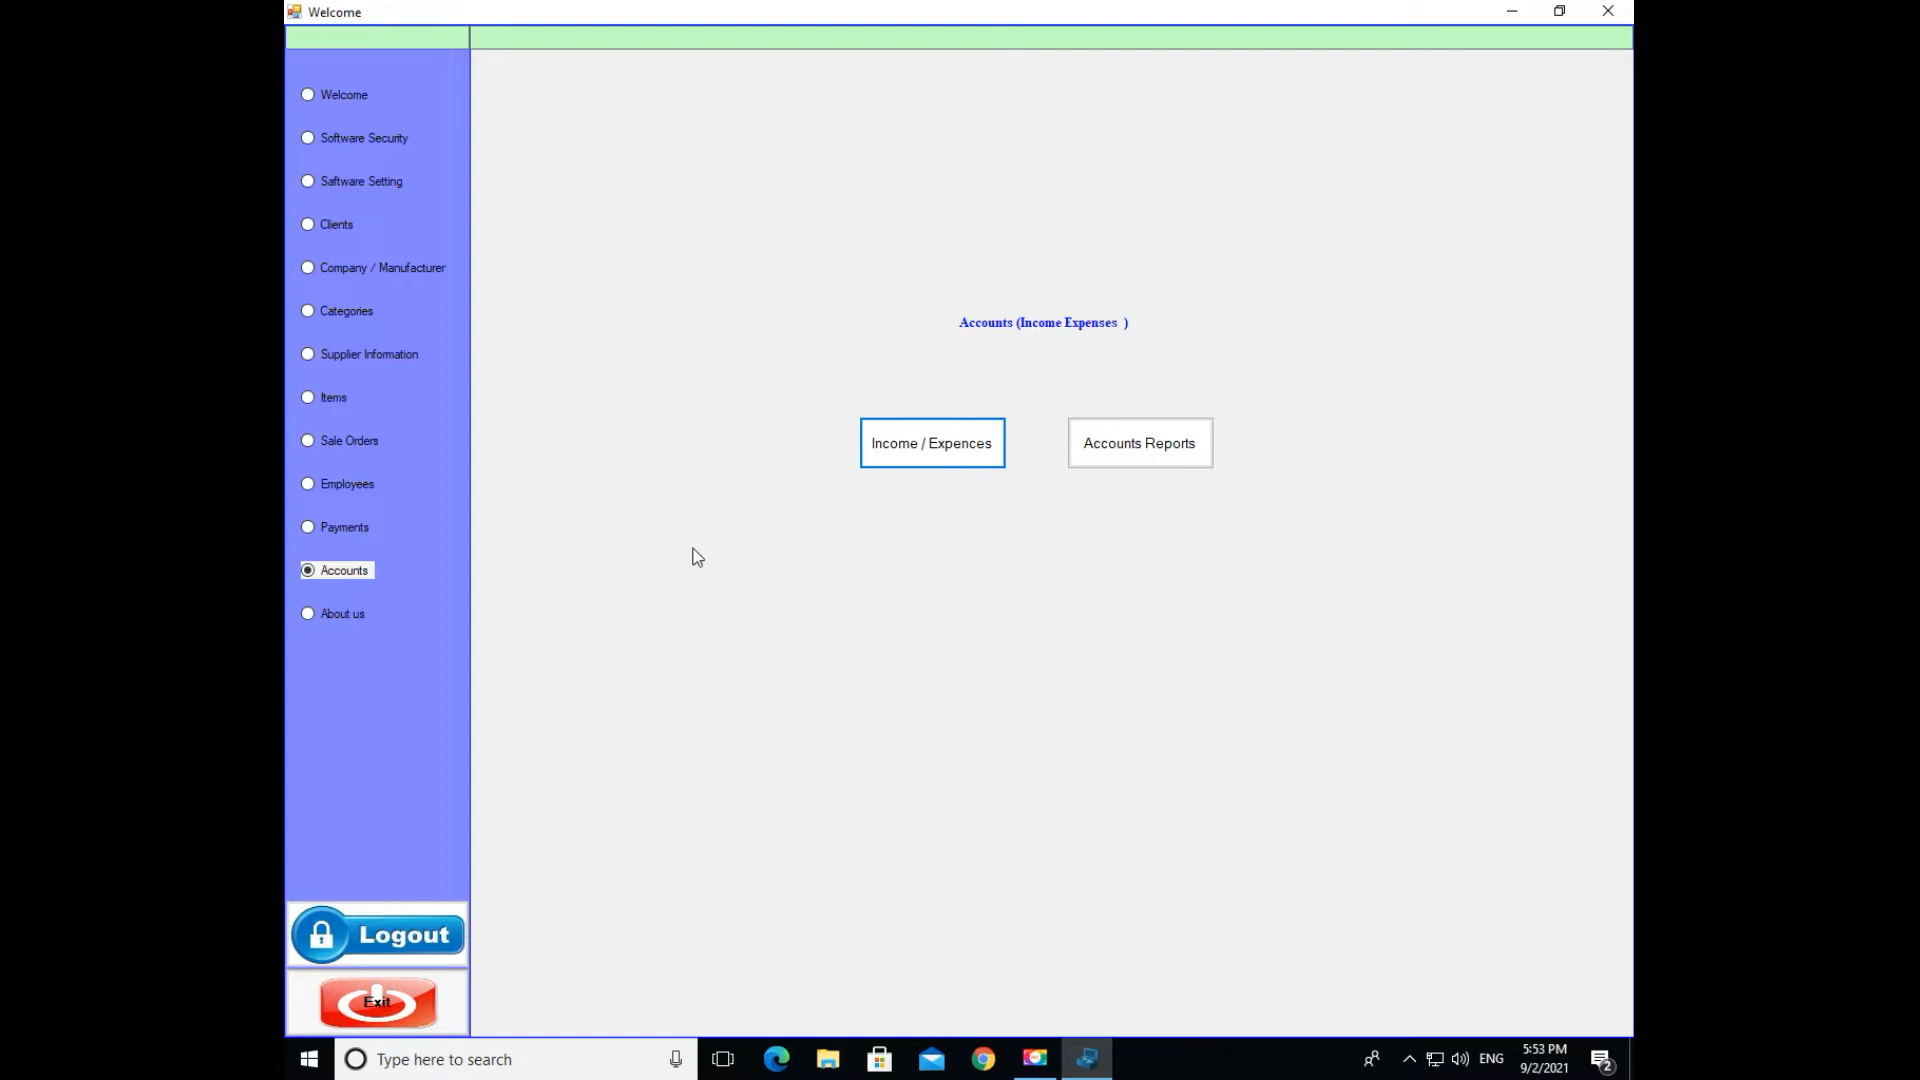 Welcome
Welcome
Software Security
Saftware Setting
Clients
Company / Manufacturer
Categories
Supplier Information
Items
Sale Orders
Employees
Payments
Accounts
About us
Accounts (Income Expenses )
Income / Expences
Accounts Reports
Logout
Exit
Type here to search
ENG
5:53 PM
9/2/2021
2